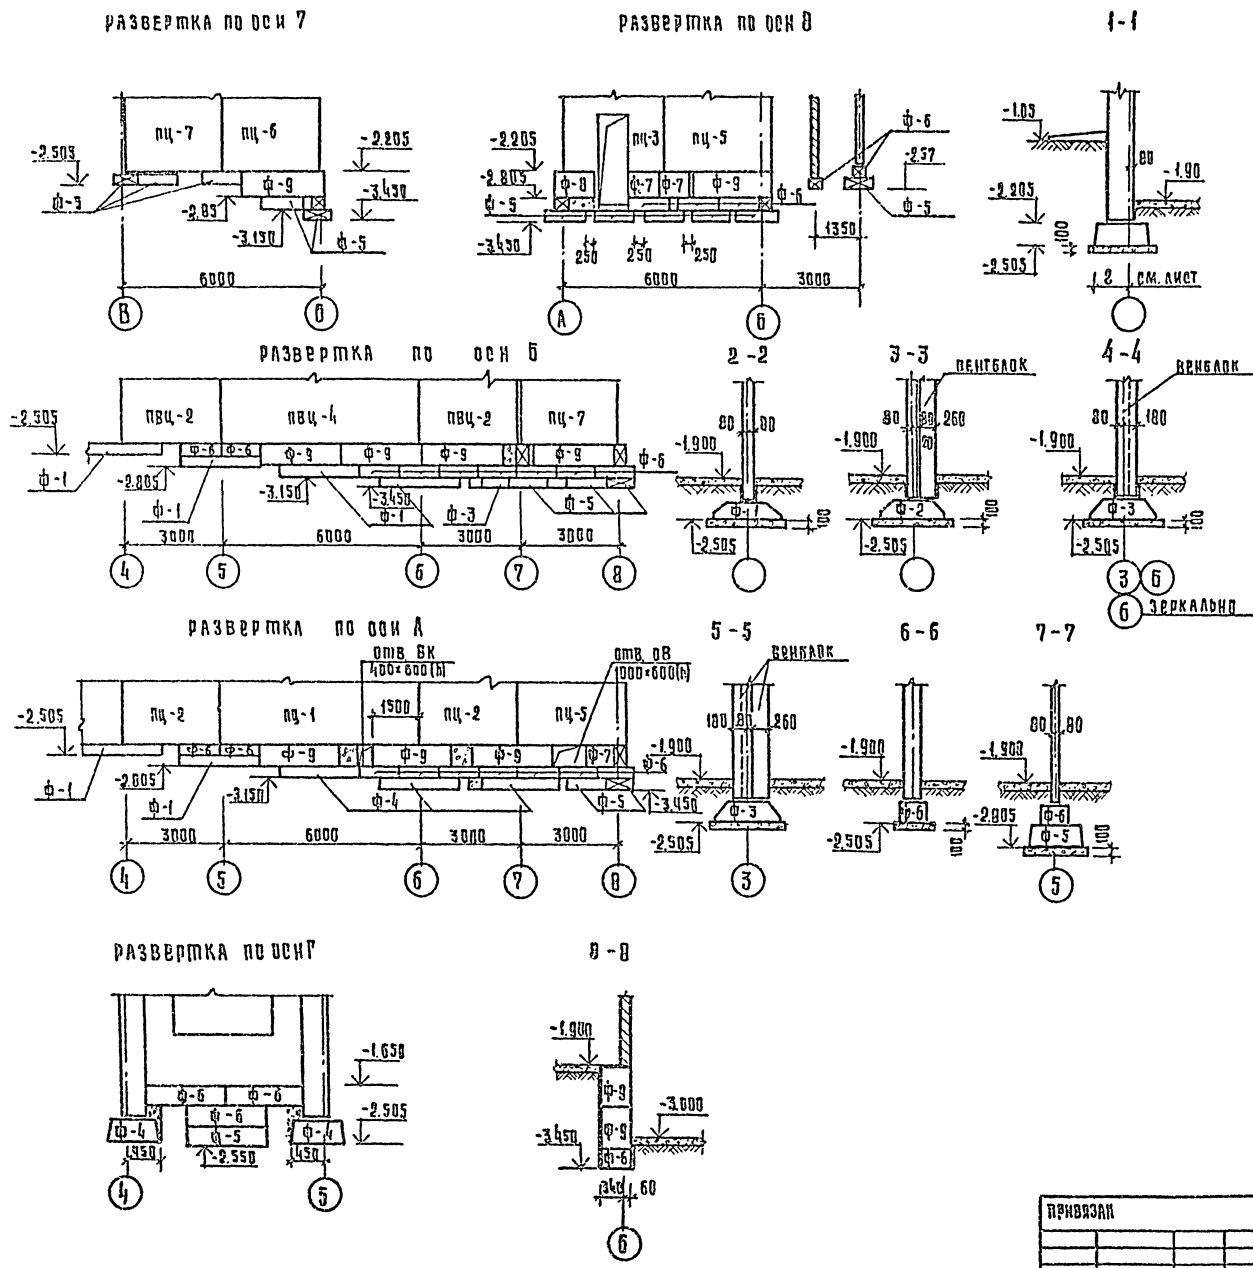 РАЗВЕРТКА ПО ОСИ 7
РАЗВЕРТКА ПО ОСИ 8
1-1
ПЦ-7 ПЦ-6
-2.505
-2.205
Ф-3
Ф-9
-2.85
-3.150
-3.450
Ф-5
6000
В Б
ПЦ-3 ПЦ-5
-2.205
-2.805
Ф-8 Ф-7 Ф-7 Ф-9
Ф-5
Ф-6
-3.450
250 250 250
6000 3000
А Б
Ф-6
-2.57
Ф-5
1350
-1.03
80
-1.90
-2.205
100
-2.505
2 СМ. ЛИСТ
РАЗВЕРТКА ПО ОСИ Б
2-2
3-3
4-4
ПВЦ-2 ПВЦ-4 ПВЦ-2 ПЦ-7
-2.505
Ф-6 Ф-6 Ф-9 Ф-9 Ф-9 Ф-9
Ф-1
-2.805
Ф-1
-3.150
-3.450
Ф-1 Ф-3 Ф-5
Ф-6
3000 6000 3000 3000
4 5 6 7 8
80 80
-1.900
Ф-1
100
-2.505
ВЕНТБЛОК
80 80 260
-1.900
Ф-2
100
-2.505
ВЕНБЛОК
80 180
-1.900
Ф-3
100
-2.505
3 6
6 ЗЕРКАЛЬНО
РАЗВЕРТКА ПО ОСИ А
5-5
6-6
7-7
ОТВ. ВК
400×600(h)
ОТВ. ОВ
1000×600(h)
ПЦ-2 ПЦ-1 1500 ПЦ-2 ПЦ-5
-2.505
Ф-6 Ф-6 Ф-9 Ф-9 Ф-9 Ф-7
Ф-6
Ф-1
-2.805
Ф-1
-3.150
Ф-4 Ф-5
-3.450
3000 6000 3000 3000
4 5 6 7 8
ВЕНБЛОК
180 80 260
-1.900
Ф-3
-2.505
3
-1.900
Ф-6
100
-2.505
80 80
-1.900
Ф-6
-2.805
Ф-5
100
5
РАЗВЕРТКА ПО ОСИ Г
8-8
-1.650
Ф-6 Ф-6
Ф-6
Ф-4 Ф-5 Ф-4
-2.505
450 -2.550 450
4 5
-1.900
Ф-9
-3.000
Ф-9
-3.450
Ф-6
340 60
Б
ПРИВЯЗАН